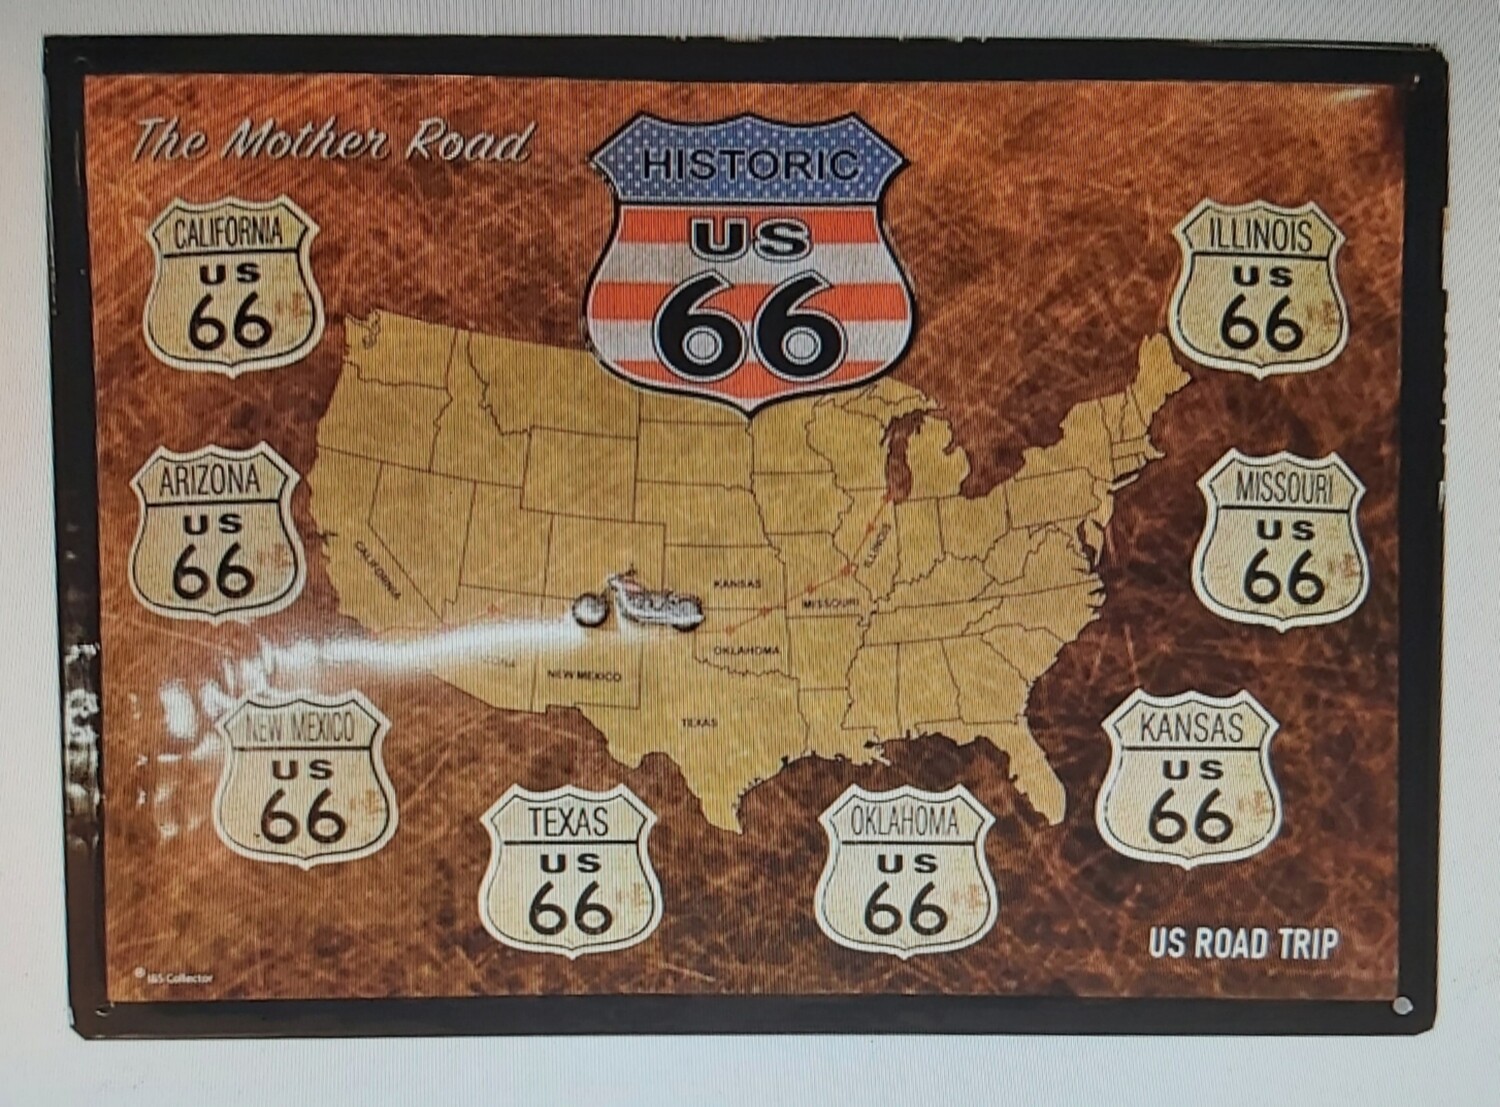 The Mother Road
HISTORIC
US
66
CALIFORNIA
US
66
ILLINOIS
US
66
ARIZONA
US
66
MISSOURI
US
66
CALIFORNIA
ILLINOIS
KANSAS
MISSOURI
OKLAHOMA
NEW MEXICO
TEXAS
NEW MEXICO
US
66
KANSAS
US
66
TEXAS
US
66
OKLAHOMA
US
66
US ROAD TRIP